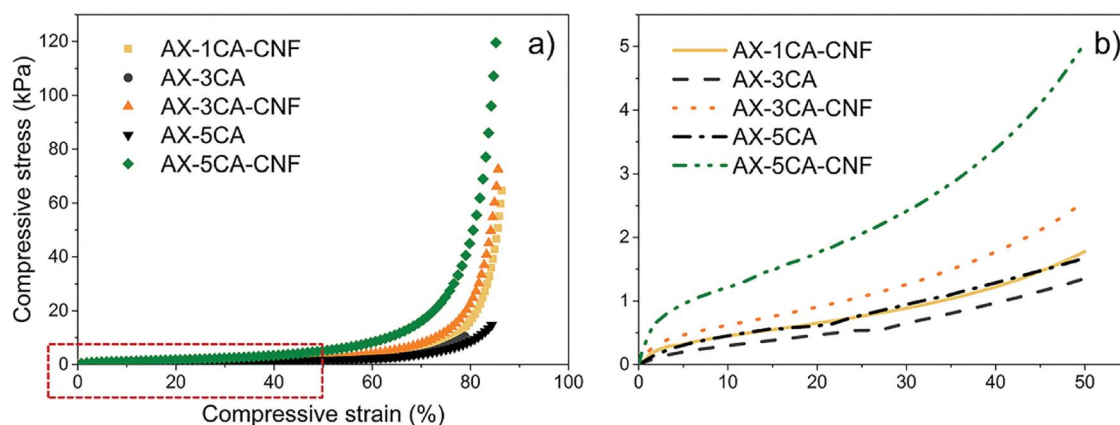 a)
AX-1CA-CNF
AX-3CA
AX-3CA-CNF
AX-5CA
AX-5CA-CNF
Compressive stress (kPa)
120
100
80
60
40
20
0
0 20 40 60 80 100
Compressive strain (%)
b)
AX-1CA-CNF
AX-3CA
AX-3CA-CNF
AX-5CA
AX-5CA-CNF
5
4
3
2
1
0
0 10 20 30 40 50